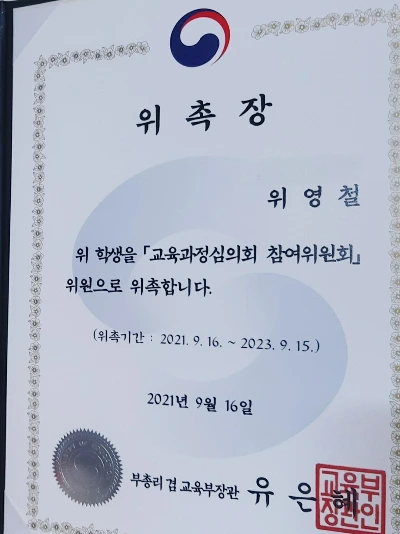 위 촉 장
위 영 철
위 학생을 「교육과정심의회 참여위원회」
위원으로 위촉합니다.
(위촉기간 : 2021. 9. 16. ~ 2023. 9. 15.)
2021년 9월 16일
부총리 겸 교육부장관 유 은 혜
교육부
장관인